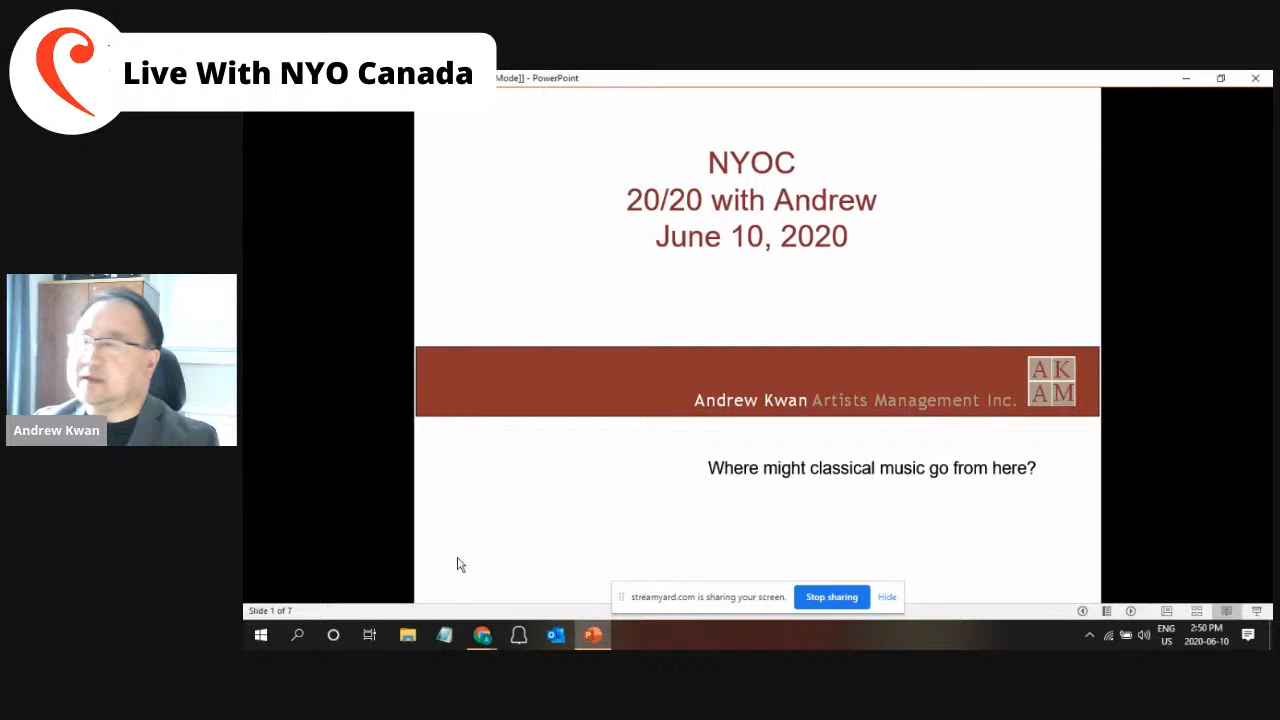 Live With NYO Canada
Mode]] - PowerPoint
NYOC
20/20 with Andrew
June 10, 2020
Andrew Kwan Artists Management Inc.
A K
A M
Where might classical music go from here?
Andrew Kwan
streamyard.com is sharing your screen.
Stop sharing
Hide
Slide 1 of 7
ENG
US
2:50 PM
2020-06-10